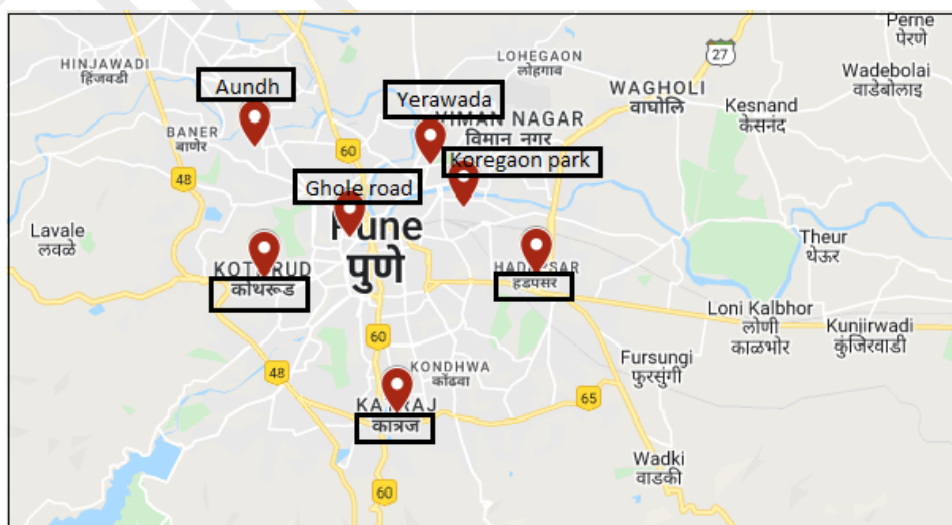 Perne
पेरणे
27
HINJAWADI
हिंजवडी
LOHEGAON
लोहगाव
Wadebolai
वाडेबोलाइ
Aundh
WAGHOLI
वाघोलि
Yerawada
VIMAN NAGAR
विमान नगर
Kesnand
केसनंद
BANER
बाणेर
60
Koregaon park
48
Ghole road
Pune
पुणे
Lavale
लवळे
Theur
थेऊर
KOTHRUD
कोथरूड
HADAPSAR
हडपसर
Loni Kalbhor
लोणी
काळभोर
Kunjirwadi
कुंजिरवाडी
60
Fursungi
फुरसुंगी
KONDHWA
कोंढवा
48
KATRAJ
कात्रज
65
Wadki
वाडकी
60